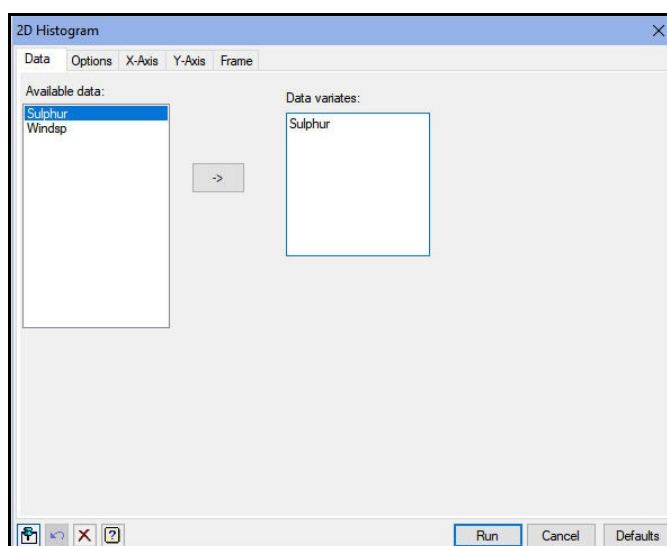 2D Histogram
Data Options X-Axis Y-Axis Frame
Available data:
Sulphur
Windsp
->
Data variates:
Sulphur
Run Cancel Defaults